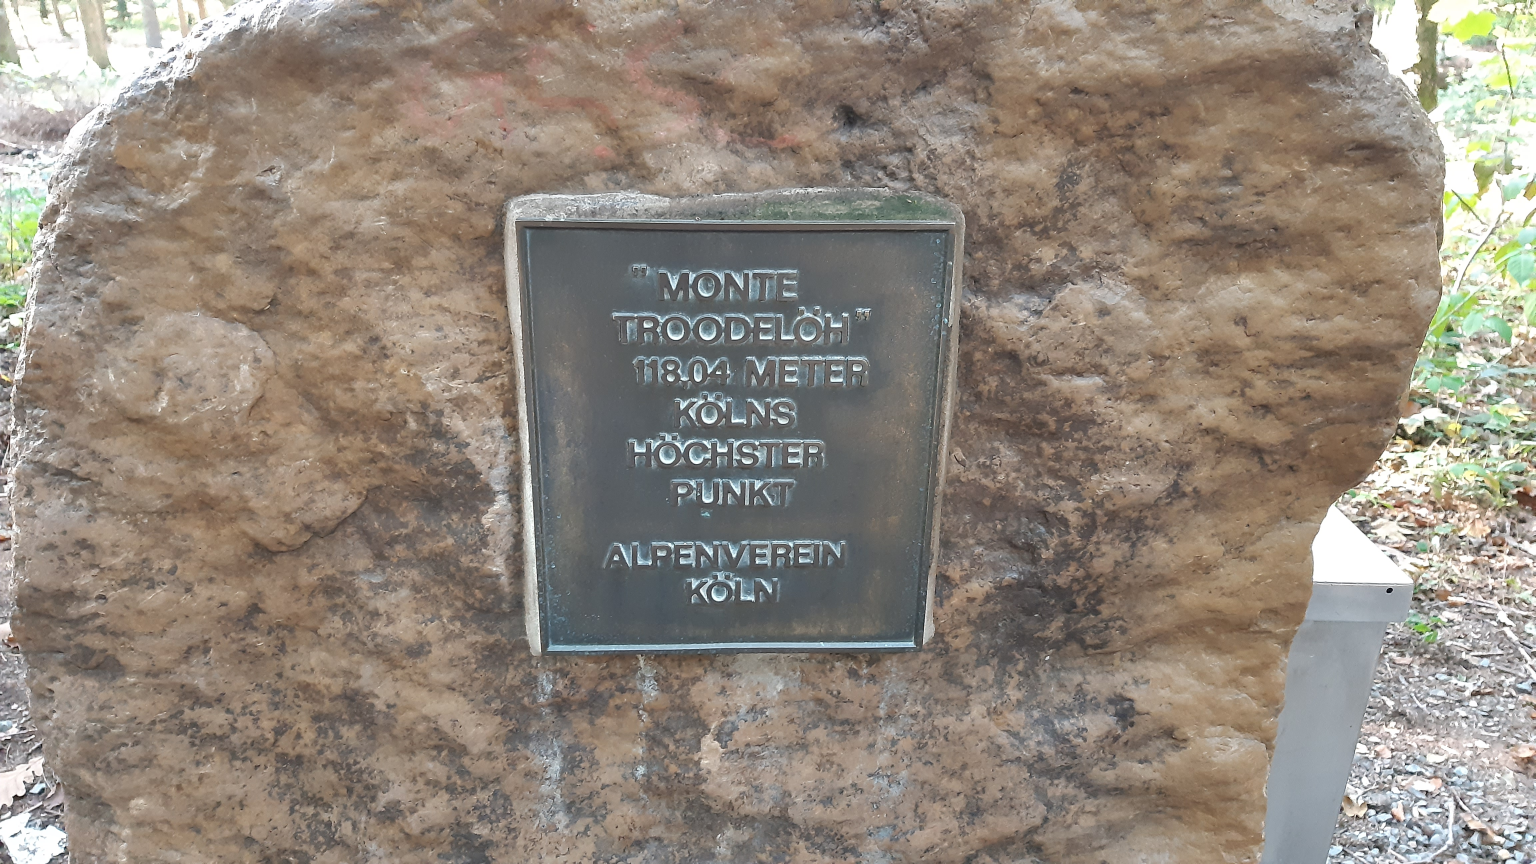 "MONTE
TROODELÖH"
118,04 METER
KÖLNS
HÖCHSTER
PUNKT
ALPENVEREIN
KÖLN